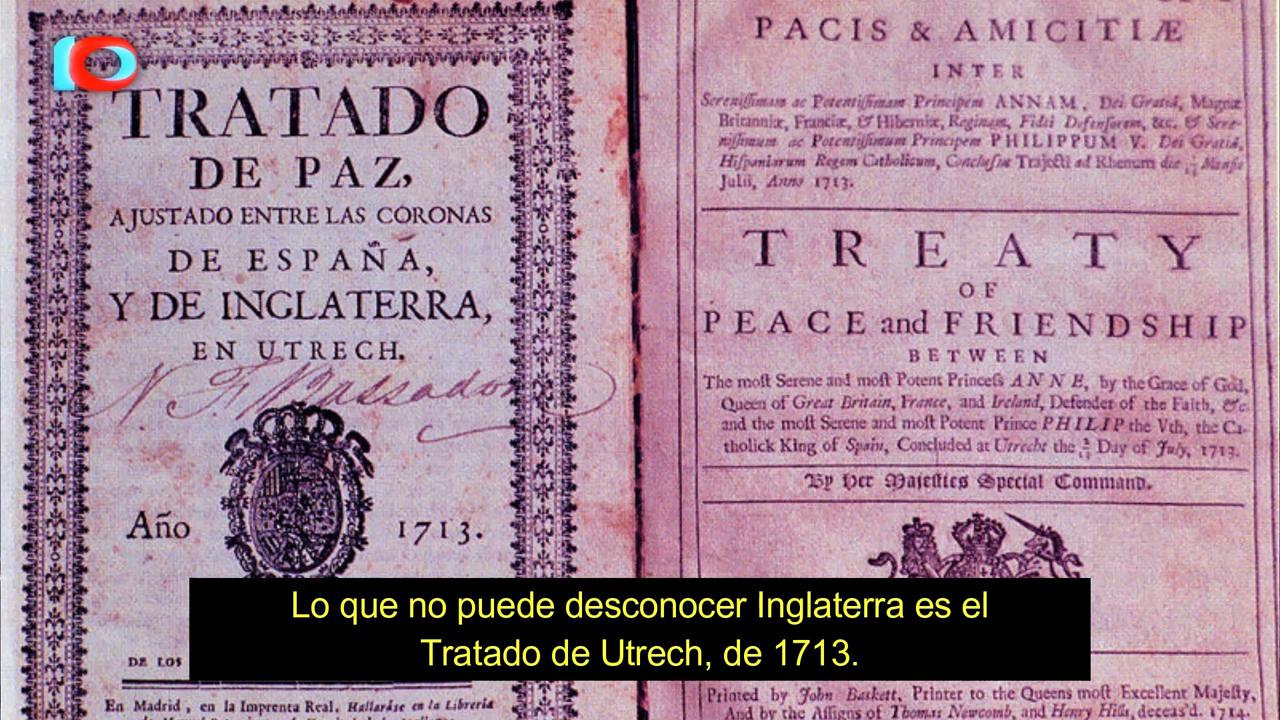 TRATADO
DE PAZ,
AJUSTADO ENTRE LAS CORONAS
DE ESPAÑA,
Y DE INGLATERRA,
EN UTRECH.
Año 1713.
DE LOS
En Madrid, en la Imprenta Real. Hallaràse en la Libreria
PACIS & AMICITIÆ
INTER
Sereniſſimam ac Potentiſſimam Principem ANNAM, Dei Gratiâ, Magnæ
Britanniæ, Franciæ, & Hiberniæ, Reginam, Fidei Defenſorem, &c. & Sere-
niſſimum ac Potentiſſimum Principem PHILIPPUM V. Dei Gratiâ,
Hiſpaniarum Regem Catholicum, Concluſus Trajecti ad Rhenum die
Julii, Anno 1713.
TREATY
OF
PEACE and FRIENDSHIP
BETWEEN
The moſt Serene and moſt Potent Princeſs ANNE, by the Grace of God,
Queen of Great Britain, France, and Ireland, Defender of the Faith, &c.
and the moſt Serene and moſt Potent Prince PHILIP the Vth, the Ca-
tholick King of Spain, Concluded at Utrecht the Day of July, 1713.
By Her Majeſties Special Command.
Printed by John Baskett, Printer to the Queens moſt Excellent Majeſty,
And by the Aſſigns of Thomas Newcomb, and Henry Hills, deceas'd. 1714.
Lo que no puede desconocer Inglaterra es el
Tratado de Utrech, de 1713.